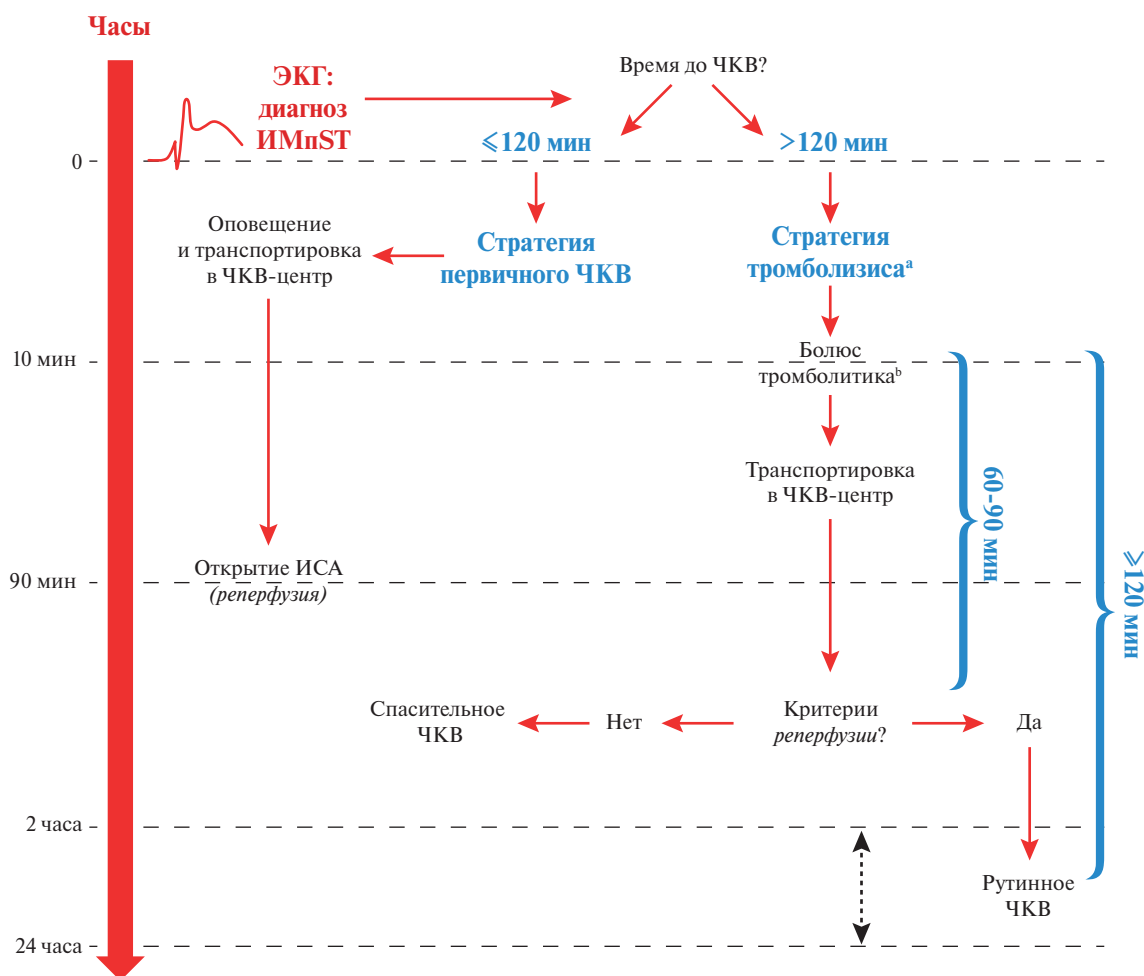 Часы
ЭКГ:
диагноз
ИМпST
Время до ЧКВ?
≤120 мин
>120 мин
0
Оповещение
и транспортировка
в ЧКВ-центр
Стратегия
первичного ЧКВ
Стратегия
тромболизисаᵃ
10 мин
Болюс
тромболитикаᵇ
Транспортировка
в ЧКВ-центр
60-90 мин
≥120 мин
90 мин
Открытие ИСА
(реперфузия)
Спасительное
ЧКВ
Нет
Критерии
реперфузии?
Да
2 часа
Рутинное
ЧКВ
24 часа